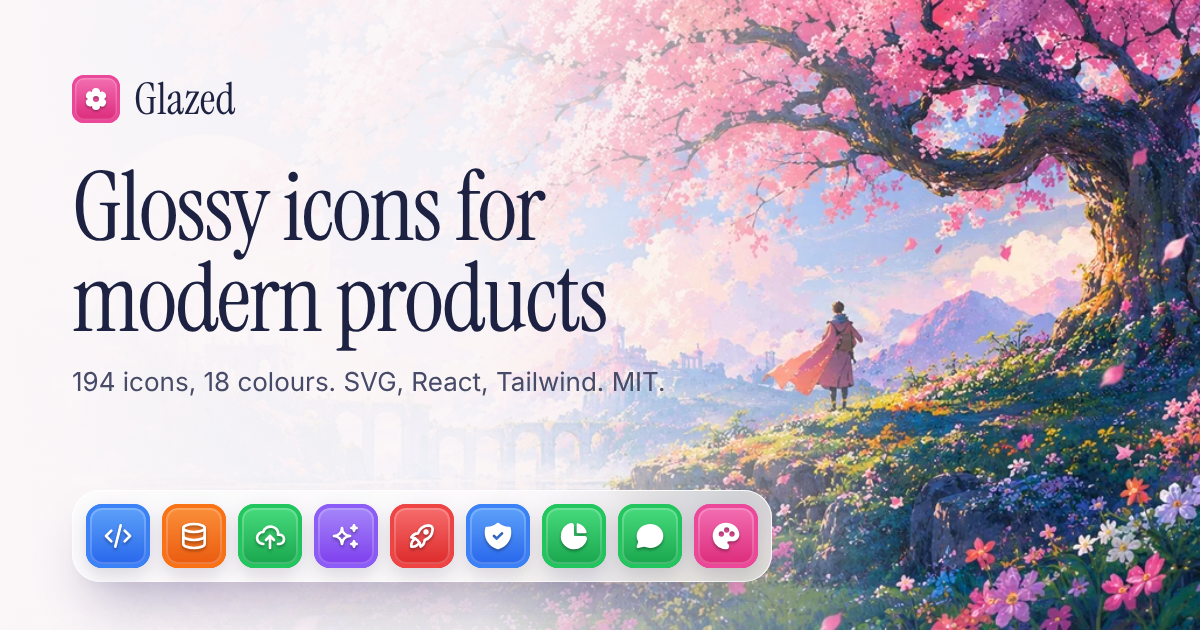 Glazed
Glossy icons for
modern products
194 icons, 18 colours. SVG, React, Tailwind. MIT.